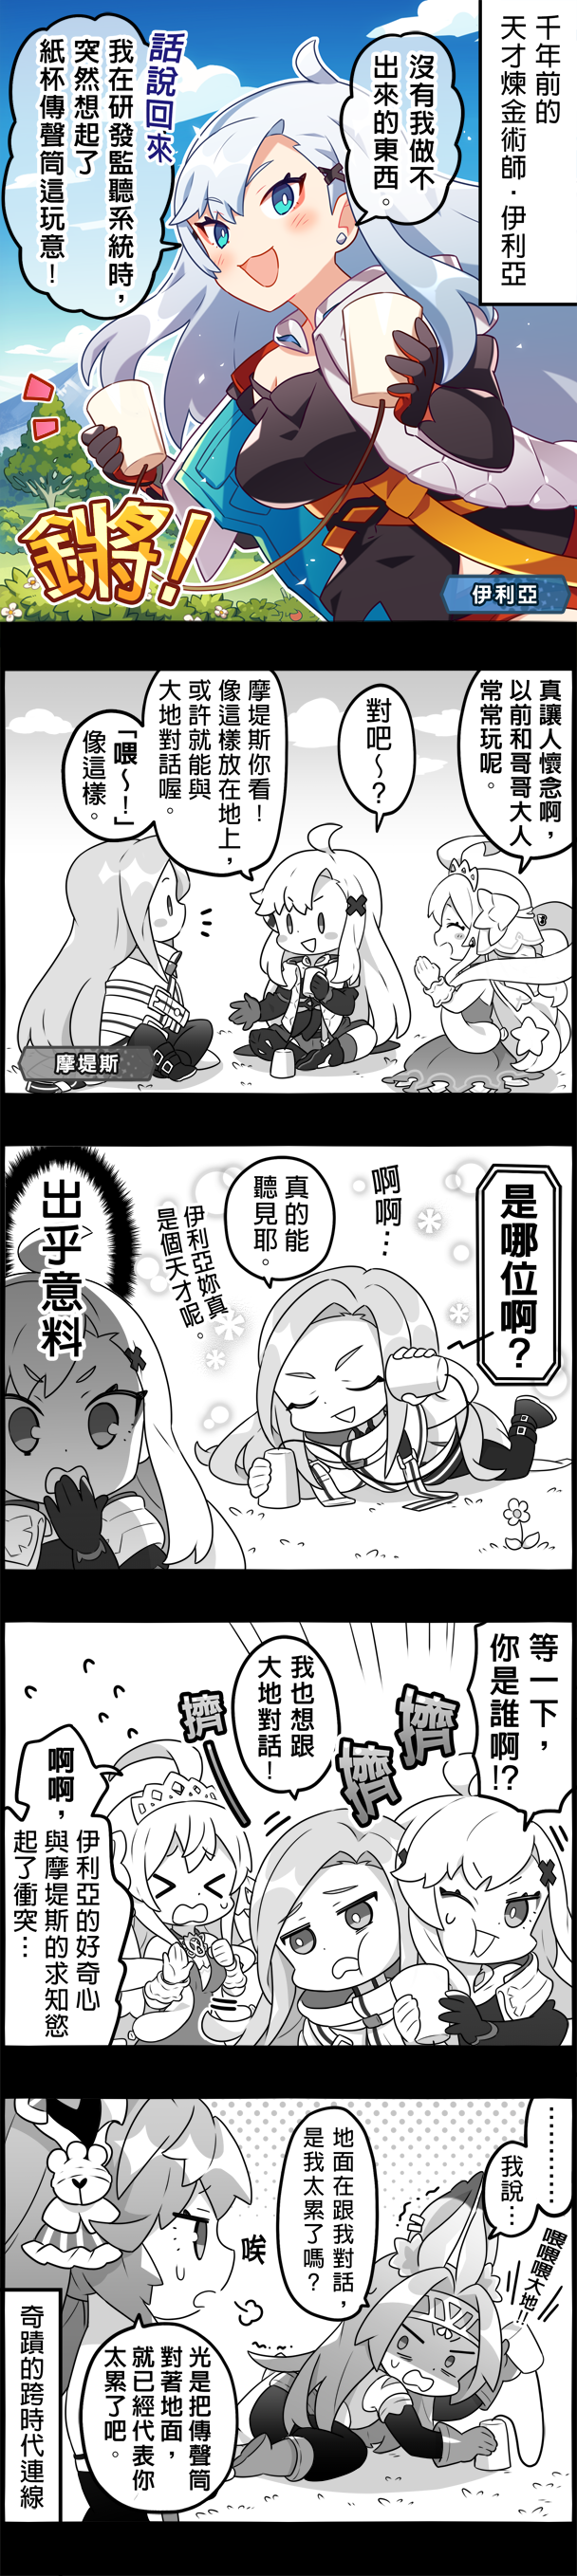 千年前的
天才煉金術師．伊利亞
沒有我做不
出來的東西。
話說回來
我在研發監聽系統時，
突然想起了
紙杯傳聲筒這玩意！
鏘！
伊利亞
真讓人懷念啊，
以前和哥哥大人
常常玩呢。
對吧～？
摩堤斯你看！
像這樣放在地上，
或許就能與
大地對話喔。
「喂～！」
像這樣。
摩堤斯
是哪位啊？
啊啊…
真的能
聽見耶。
伊利亞妳真
是個天才呢。
出乎意料
等一下，
你是誰啊!?
擠
擠
我也想跟
大地對話！
擠
啊啊，
伊利亞的好奇心
與摩堤斯的求知慾
起了衝突…
…………
我說…
喂喂喂大地!!
地面在跟我對話，
是我太累了嗎？
唉
光是把傳聲筒
對著地面，
就已經代表你
太累了吧。
奇蹟的跨時代連線